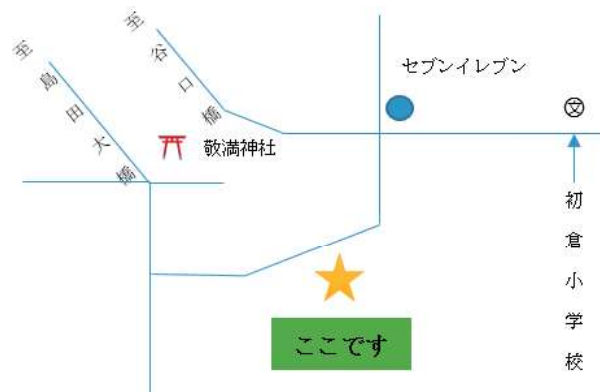 至島田大橋
至谷口橋
セブンイレブン
文
敬満神社
初倉小学校
ここです